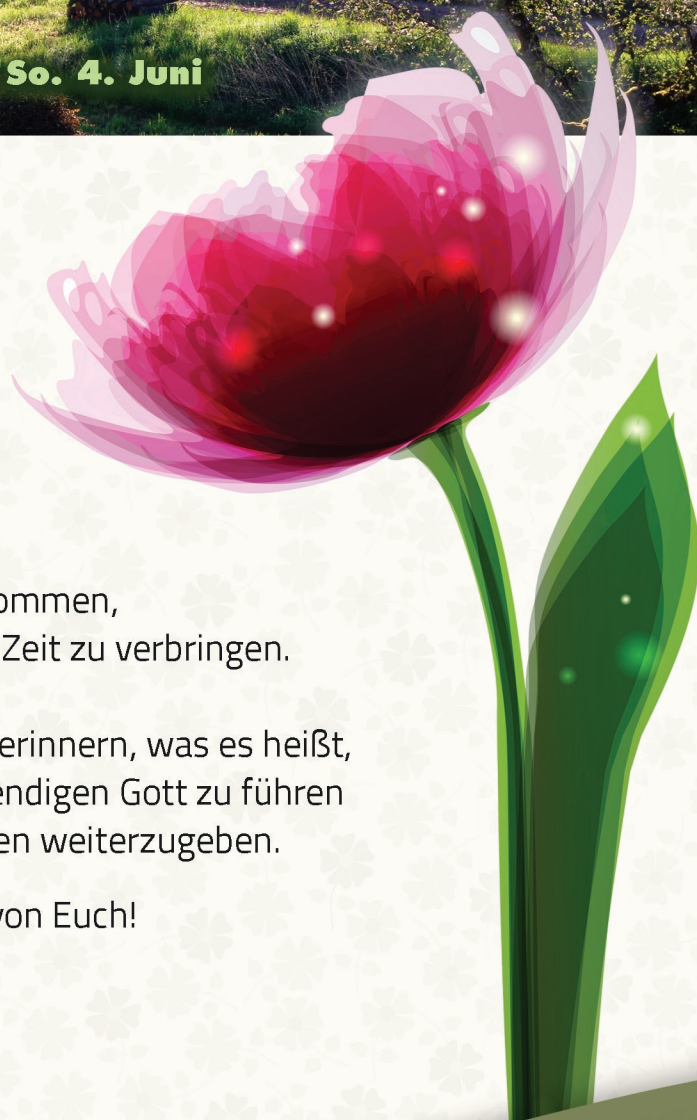 So. 4. Juni
ommen,
Zeit zu verbringen.
erinnern, was es heißt,
endigen Gott zu führen
en weiterzugeben.
von Euch!